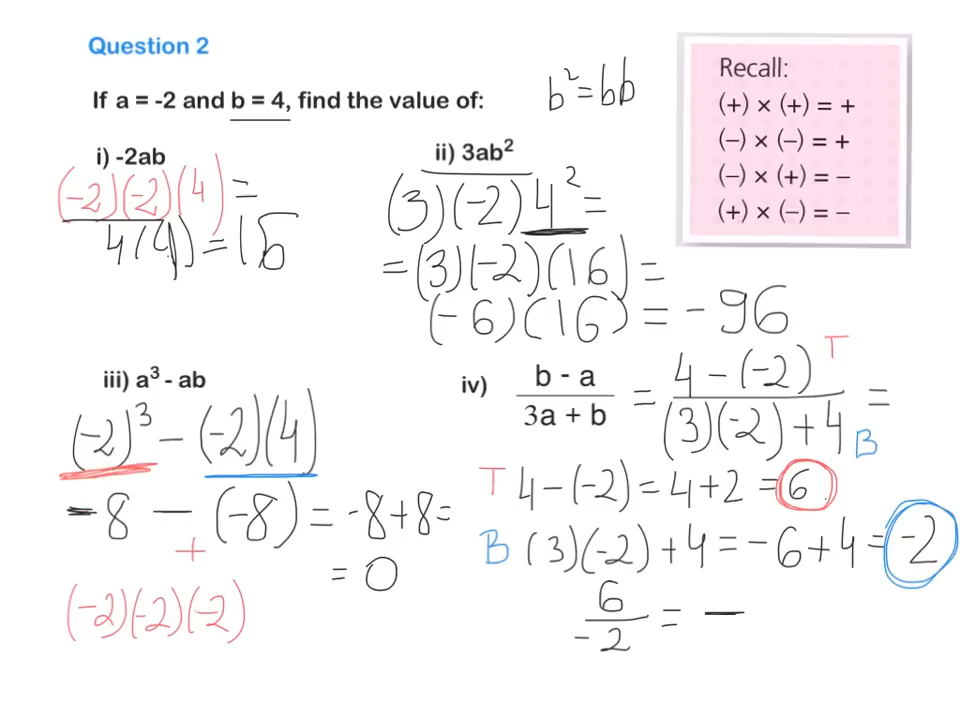 Question 2
If a = -2 and b = 4, find the value of:
b² = bb
Recall:
(+) × (+) = +
(–) × (–) = +
(–) × (+) = –
(+) × (–) = –
i) -2ab
(-2)(-2)(4) =
4(4) = 16
ii) 3ab²
(3)(-2)4² =
= (3)(-2)(16) =
(-6)(16) = -96
iii) a³ - ab
(-2)³ - (-2)(4)
-8 - (-8) = -8+8 =
+
= 0
(-2)(-2)(-2)
iv) b - a / 3a + b = 4 - (-2) / (3)(-2) + 4 =
T
B
T 4-(-2) = 4+2 = 6
B (3)(-2)+4 = -6+4 = -2
6 / -2 = -